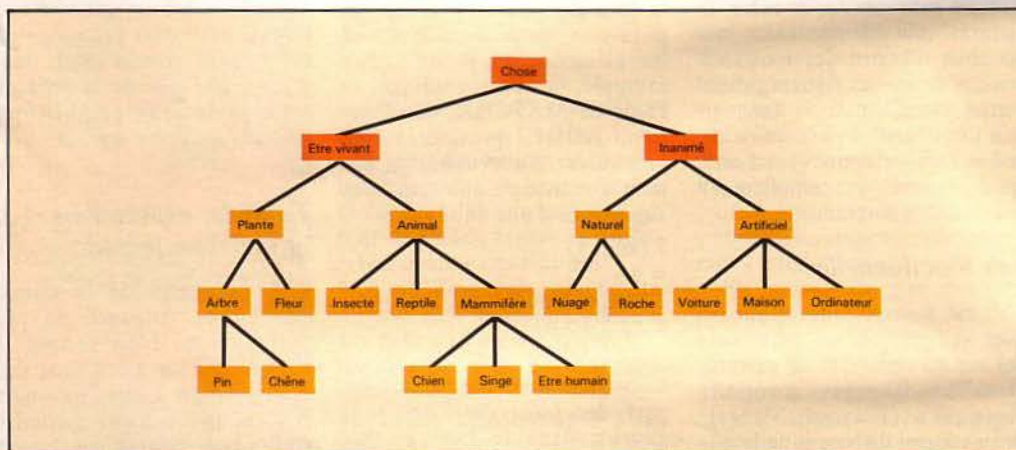 Chose
Etre vivant
Inanimé
Plante
Animal
Naturel
Artificiel
Arbre
Fleur
Insecte
Reptile
Mammifère
Nuage
Roche
Voiture
Maison
Ordinateur
Pin
Chêne
Chien
Singe
Etre humain